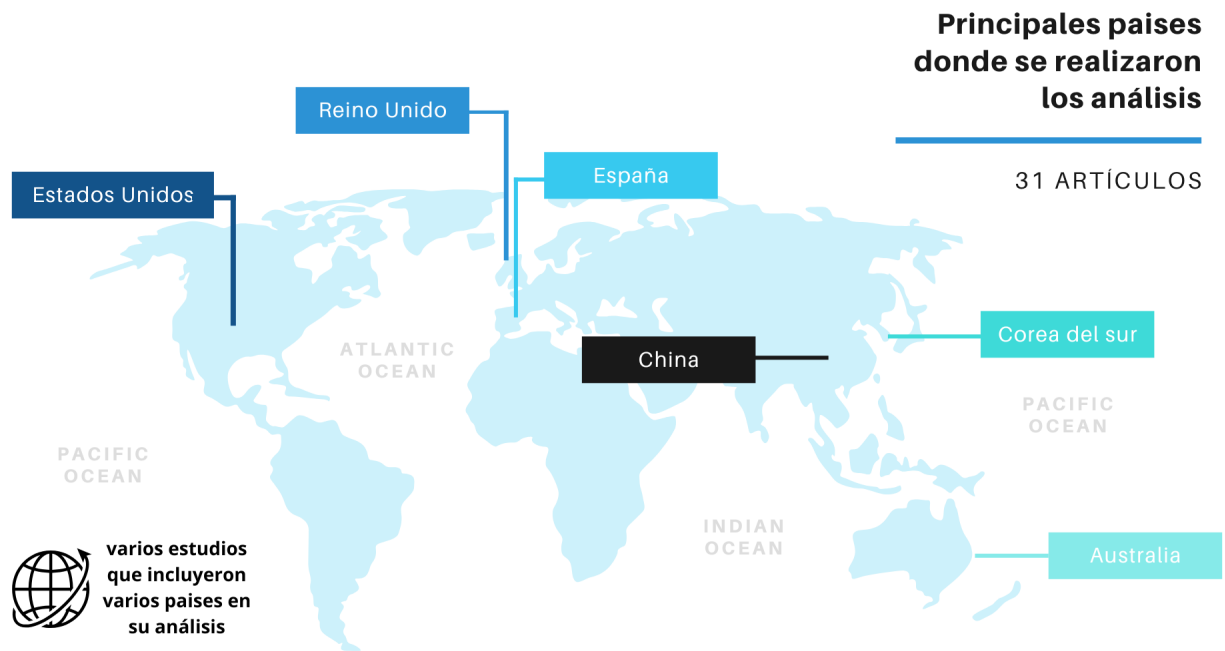 Principales paises
donde se realizaron
los análisis
31 ARTÍCULOS
Reino Unido
España
Estados Unidos
Corea del sur
China
Australia
ATLANTIC
OCEAN
PACIFIC
OCEAN
PACIFIC
OCEAN
INDIAN
OCEAN
varios estudios
que incluyeron
varios paises en
su análisis